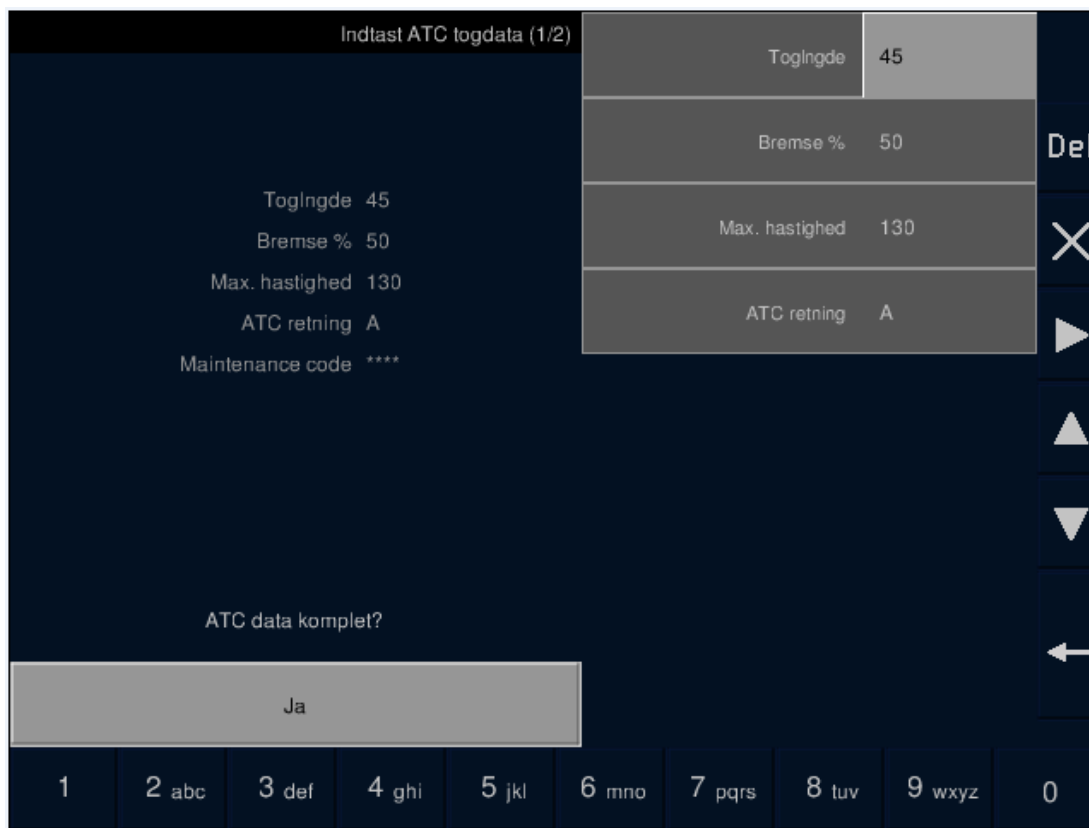 Indtast ATC togdata (1/2)
Toglngde 45
Bremse % 50
Max. hastighed 130
ATC retning A
Maintenance code ****
ATC data komplet?
Ja
Toglngde 45
Bremse % 50
Max. hastighed 130
ATC retning A
Del
1 2 abc 3 def 4 ghi 5 jkl 6 mno 7 pqrs 8 tuv 9 wxyz 0